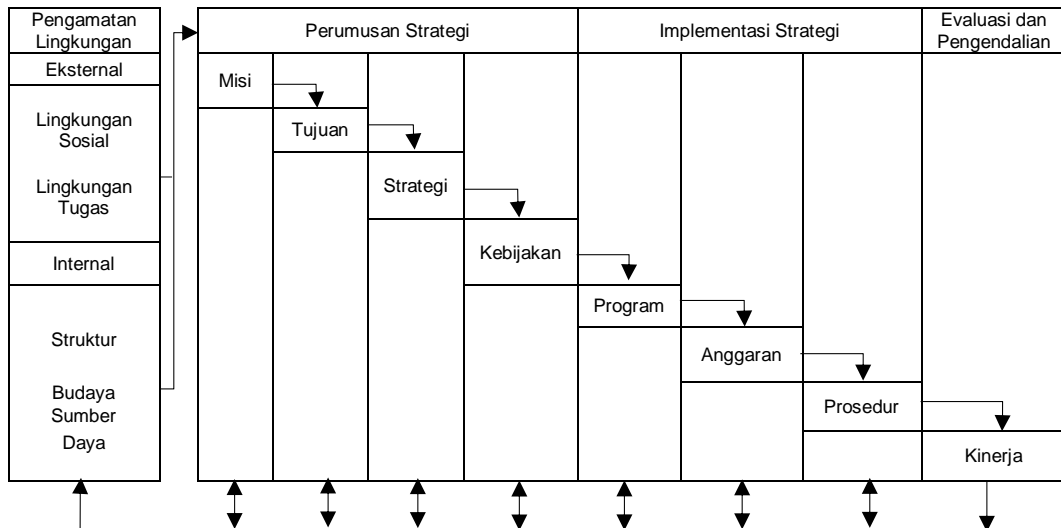 Pengamatan
Lingkungan
Perumusan Strategi
Implementasi Strategi
Evaluasi dan
Pengendalian
Eksternal
Lingkungan
Sosial
Lingkungan
Tugas
Internal
Struktur
Budaya
Sumber
Daya
Misi
Tujuan
Strategi
Kebijakan
Program
Anggaran
Prosedur
Kinerja